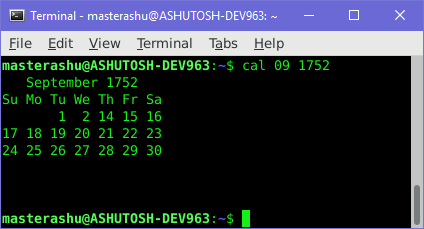 Terminal - masterashu@ASHUTOSH-DEV963: ~
File Edit View Terminal Tabs Help
masterashu@ASHUTOSH-DEV963:~$ cal 09 1752
   September 1752
Su Mo Tu We Th Fr Sa
       1  2 14 15 16
17 18 19 20 21 22 23
24 25 26 27 28 29 30
masterashu@ASHUTOSH-DEV963:~$